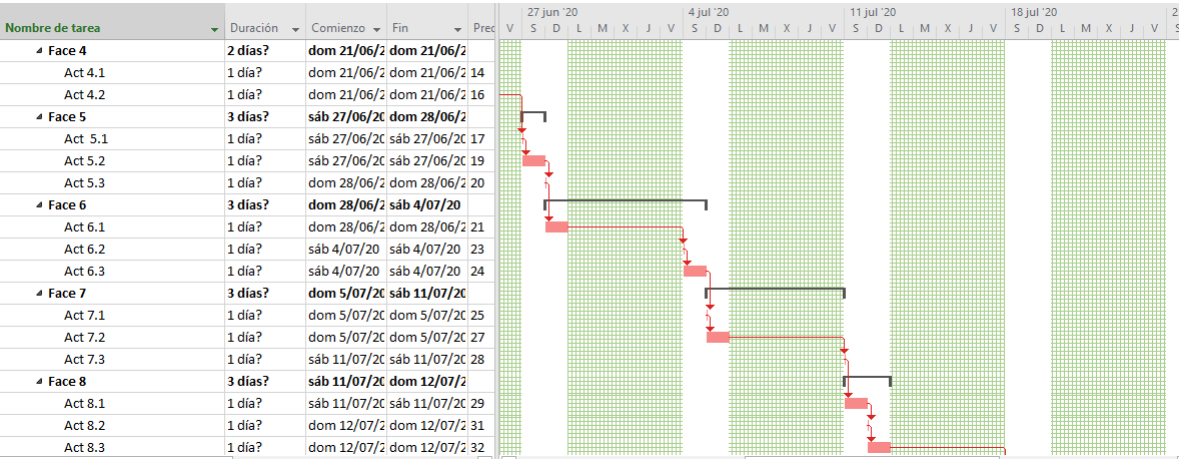 27 jun '20 4 jul '20 11 jul '20 18 jul '20 2
Nombre de tarea Duración Comienzo Fin Pred V S D L M X J V S D L M X J V S D L M X J V S D L M X J V S
Face 4 2 días? dom 21/06/2 dom 21/06/2
Act 4.1 1 día? dom 21/06/2 dom 21/06/2 14
Act 4.2 1 día? dom 21/06/2 dom 21/06/2 16
Face 5 3 días? sáb 27/06/20 dom 28/06/2
Act 5.1 1 día? sáb 27/06/20 sáb 27/06/20 17
Act 5.2 1 día? sáb 27/06/20 sáb 27/06/20 19
Act 5.3 1 día? dom 28/06/2 dom 28/06/2 20
Face 6 3 días? dom 28/06/2 sáb 4/07/20
Act 6.1 1 día? dom 28/06/2 dom 28/06/2 21
Act 6.2 1 día? sáb 4/07/20 sáb 4/07/20 23
Act 6.3 1 día? sáb 4/07/20 sáb 4/07/20 24
Face 7 3 días? dom 5/07/20 sáb 11/07/20
Act 7.1 1 día? dom 5/07/20 dom 5/07/20 25
Act 7.2 1 día? dom 5/07/20 dom 5/07/20 27
Act 7.3 1 día? sáb 11/07/20 sáb 11/07/20 28
Face 8 3 días? sáb 11/07/20 dom 12/07/2
Act 8.1 1 día? sáb 11/07/20 sáb 11/07/20 29
Act 8.2 1 día? dom 12/07/2 dom 12/07/2 31
Act 8.3 1 día? dom 12/07/2 dom 12/07/2 32